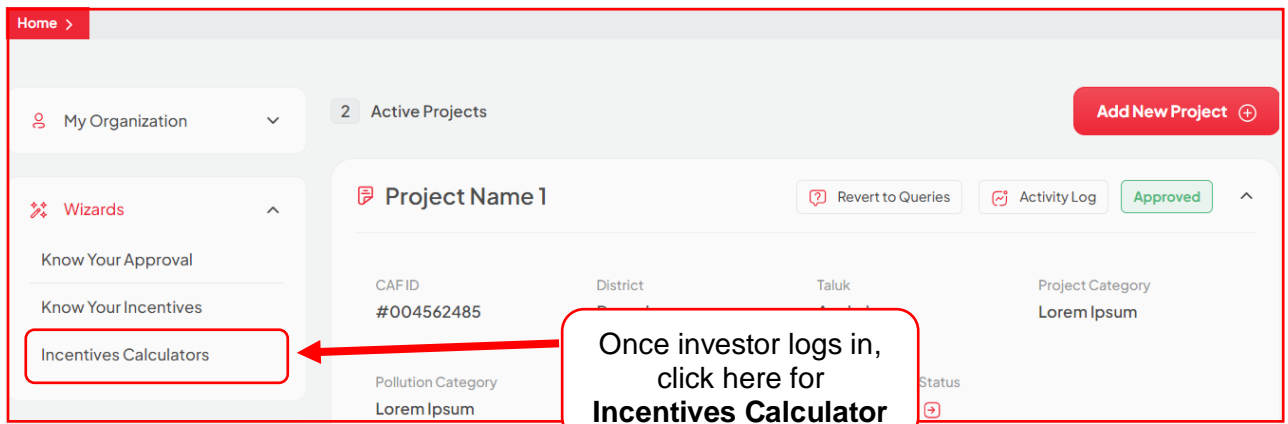 Home >
My Organization
2 Active Projects
Add New Project
Wizards
Project Name 1
Revert to Queries
Activity Log
Approved
Know Your Approval
Know Your Incentives
Incentives Calculators
CAF ID
District
Taluk
Project Category
#004562485
Lorem Ipsum
Once investor logs in,
click here for
Incentives Calculator
Pollution Category
Status
Lorem Ipsum